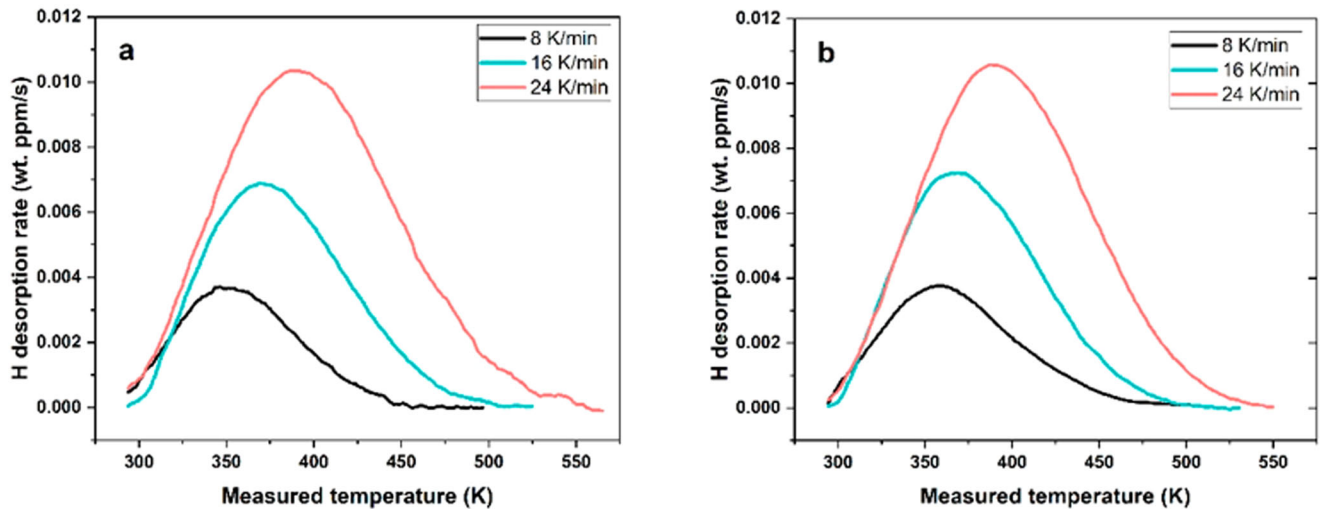 a
8 K/min
16 K/min
24 K/min
H desorption rate (wt. ppm/s)
0.012
0.010
0.008
0.006
0.004
0.002
0.000
300 350 400 450 500 550
Measured temperature (K)
b
8 K/min
16 K/min
24 K/min
H desorption rate (wt. ppm/s)
0.012
0.010
0.008
0.006
0.004
0.002
0.000
300 350 400 450 500 550
Measured temperature (K)